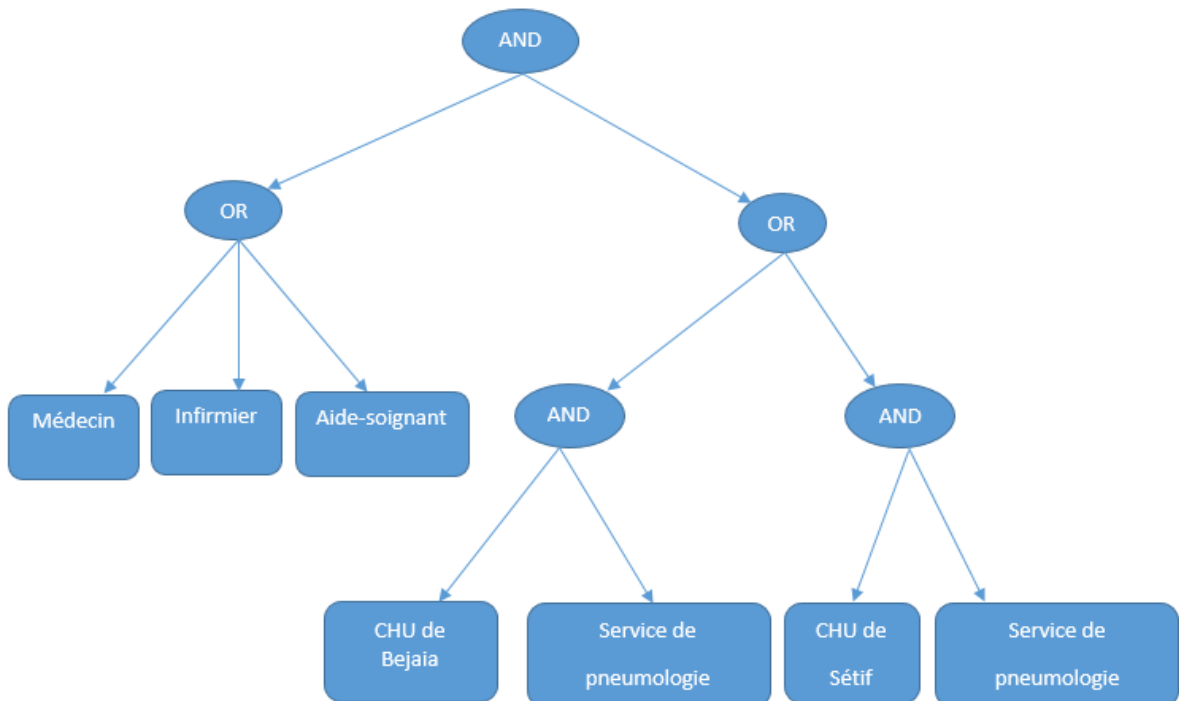 AND
OR
OR
Médecin
Infirmier
Aide-soignant
AND
AND
CHU de
Bejaia
Service de
pneumologie
CHU de
Sétif
Service de
pneumologie